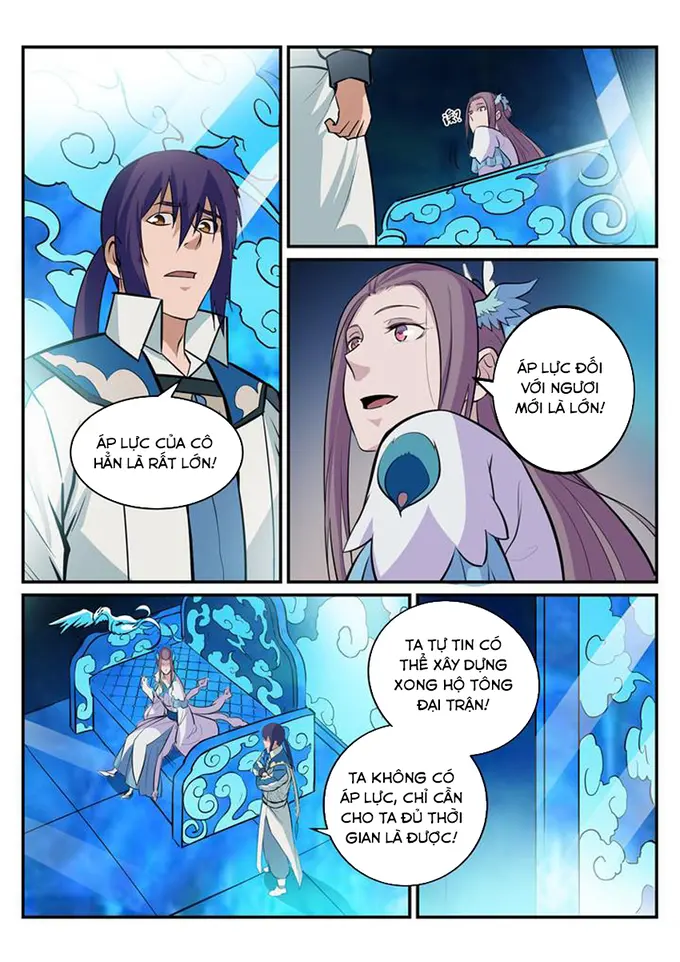 ÁP LỰC CỦA CÔ
HẲN LÀ RẤT LỚN!
ÁP LỰC ĐỐI
VỚI NGƯƠI
MỚI LÀ LỚN!
TA TỰ TIN CÓ
THỂ XÂY DỰNG
XONG HỘ TÔNG
ĐẠI TRẬN!
TA KHÔNG CÓ
ÁP LỰC, CHỈ CẦN
CHO TA ĐỦ THỜI
GIAN LÀ ĐƯỢC!